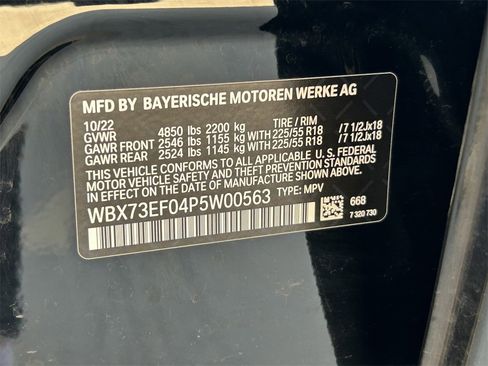 MFD BY BAYERISCHE MOTOREN WERKE AG
10/22 TIRE / RIM
GVWR 4850 lbs 2200 kg
GAWR FRONT 2546 lbs 1155 kg WITH 225/55 R18 /7 1/2Jx18
GAWR REAR 2524 lbs 1145 kg WITH 225/55 R18 /7 1/2Jx18
THIS VEHICLE CONFORMS TO ALL APPLICABLE U.S. FEDERAL
MOTOR VEHICLE SAFETY, BUMPER, AND THEFT PREVENTION STANDARDS
IN EFFECT ON THE DATE OF MANUFACTURE SHOWN ABOVE.
WBX73EF04P5W00563 TYPE: MPV 668
7 320 730